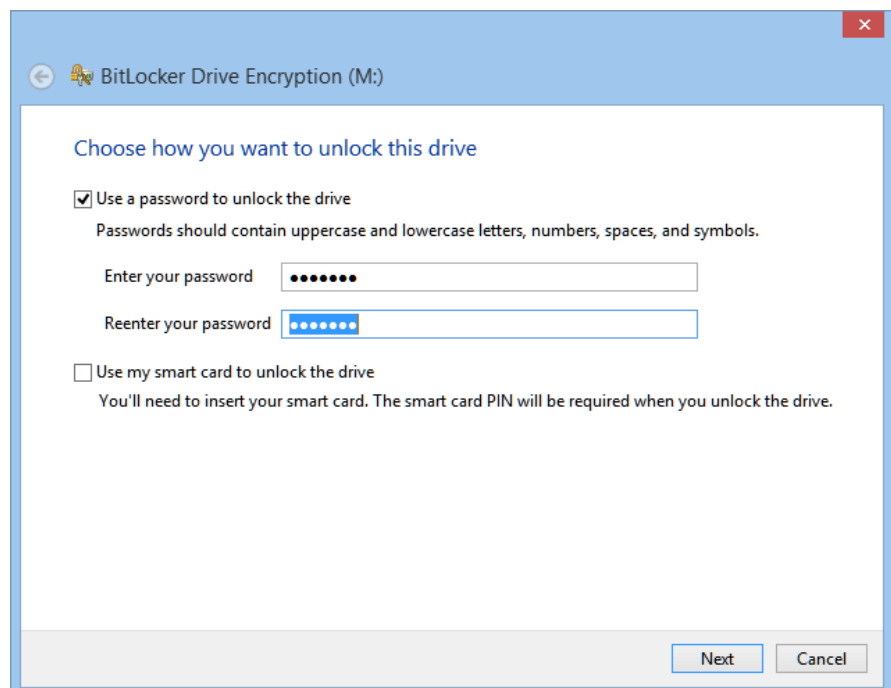 BitLocker Drive Encryption (M:)
Choose how you want to unlock this drive
Use a password to unlock the drive
Passwords should contain uppercase and lowercase letters, numbers, spaces, and symbols.
Enter your password ●●●●●●●
Reenter your password ●●●●●●●
Use my smart card to unlock the drive
You'll need to insert your smart card. The smart card PIN will be required when you unlock the drive.
Next Cancel